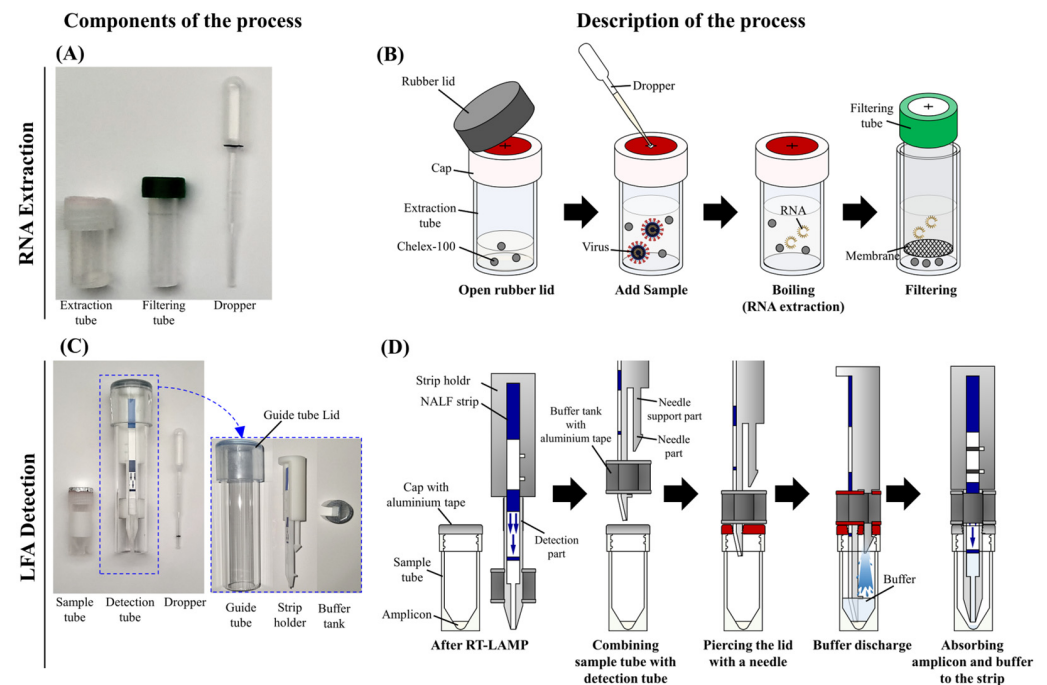 Components of the process
Description of the process
RNA Extraction
(A)
Extraction
tube
Filtering
tube
Dropper
(B)
Rubber lid
Dropper
Filtering
tube
Cap
Extraction
tube
RNA
Virus
Chelex-100
Membrane
Open rubber lid
Add Sample
Boiling
(RNA extraction)
Filtering
LFA Detection
(C)
Guide tube Lid
Sample
tube
Detection
tube
Dropper
Guide
tube
Strip
holder
Buffer
tank
(D)
Strip holdr
NALF strip
Buffer tank
with
aluminium tape
Needle
support part
Needle
part
Cap with
aluminium tape
Detection
part
Sample
tube
Amplicon
Buffer
After RT-LAMP
Combining
sample tube with
detection tube
Piercing the lid
with a needle
Buffer discharge
Absorbing
amplicon and buffer
to the strip